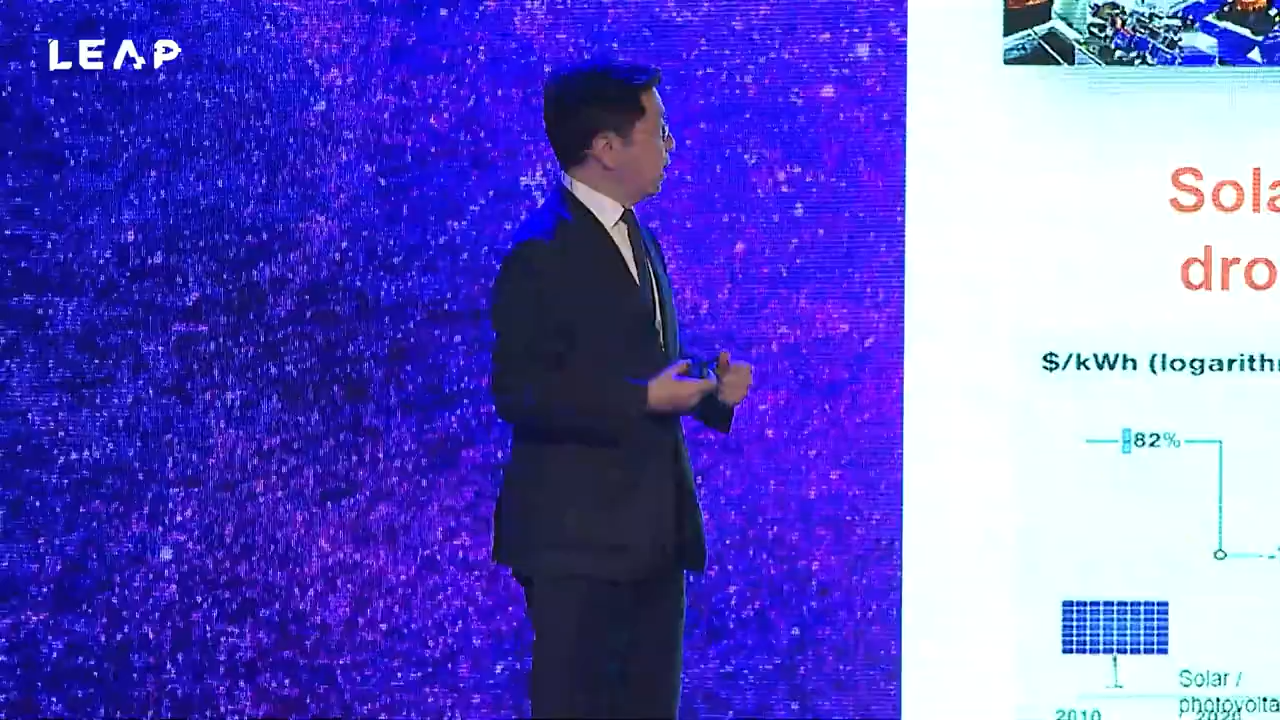 LEAP
Sola
dro
$/kWh (logarith
82%
Solar /
photovolta
2010